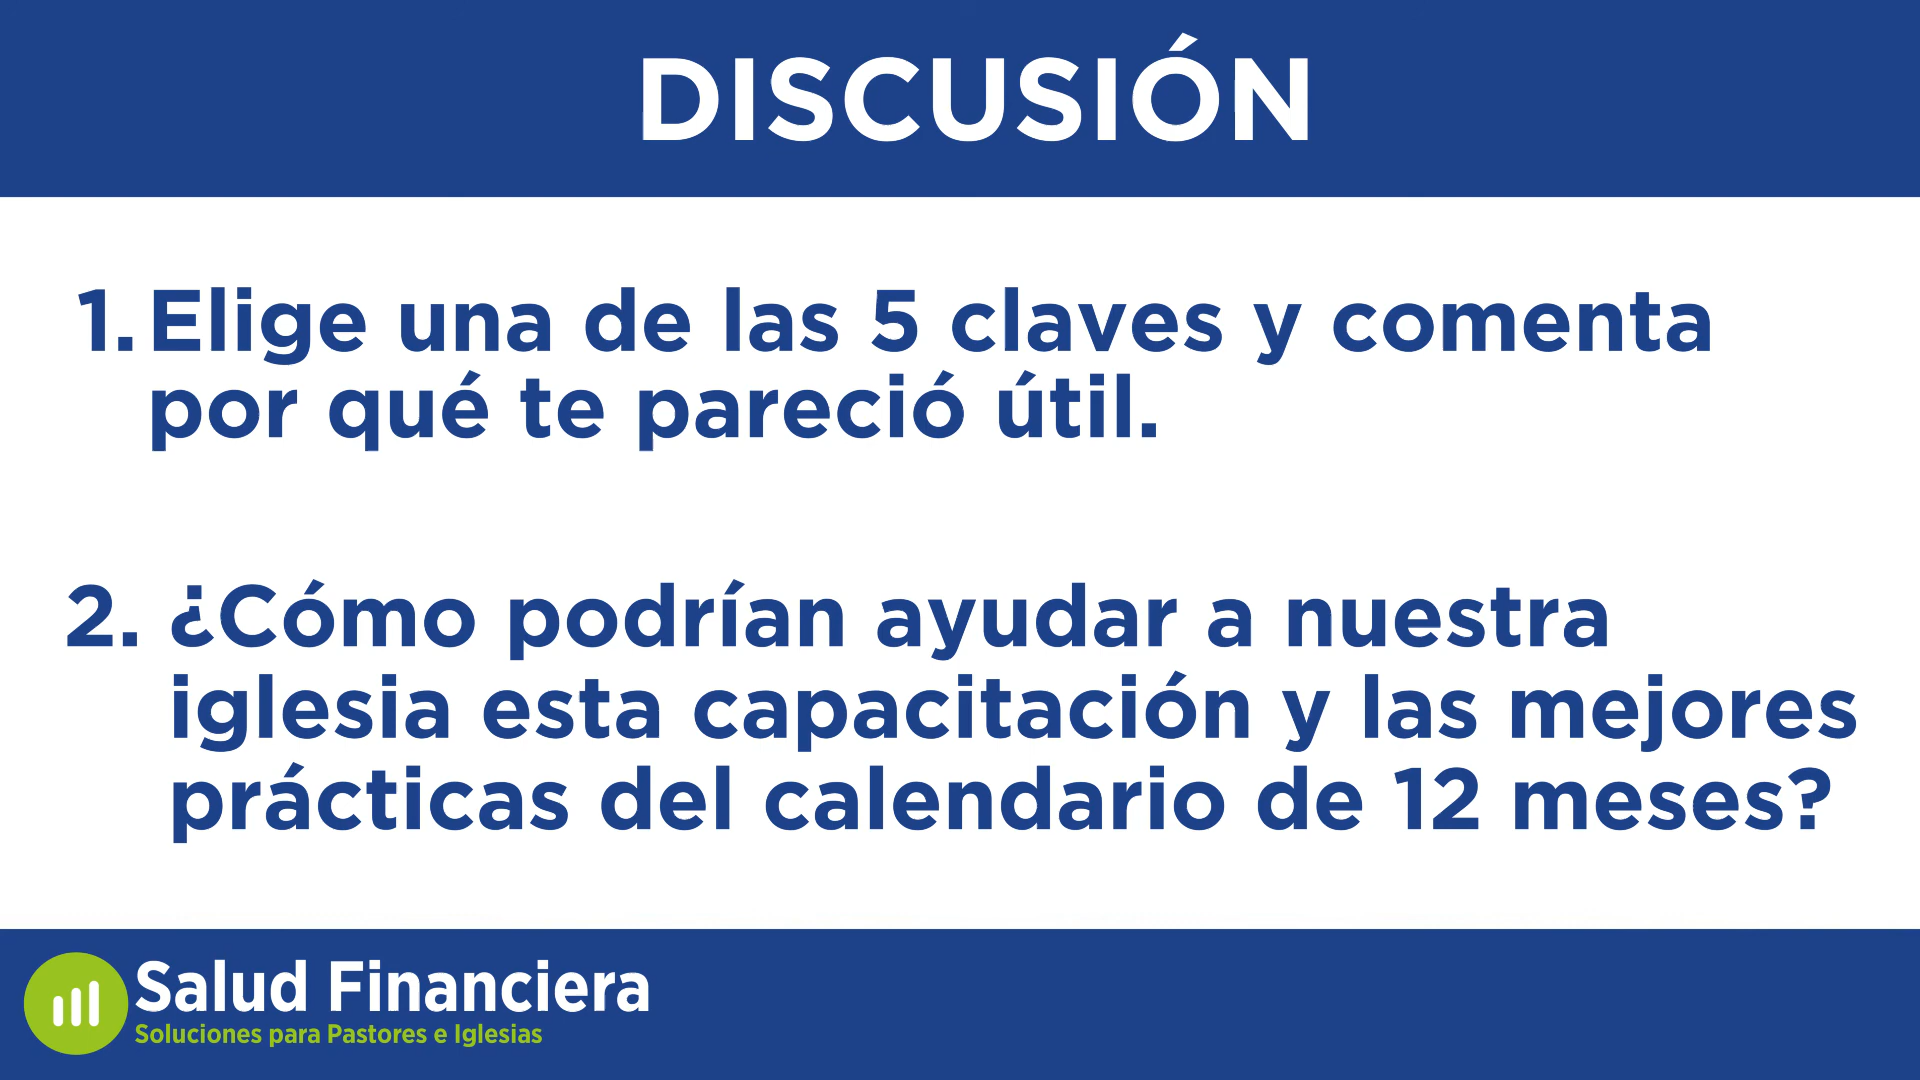 DISCUSIÓN
1. Elige una de las 5 claves y comenta
por qué te pareció útil.
2. ¿Cómo podrían ayudar a nuestra
iglesia esta capacitación y las mejores
prácticas del calendario de 12 meses?
Salud Financiera
Soluciones para Pastores e Iglesias